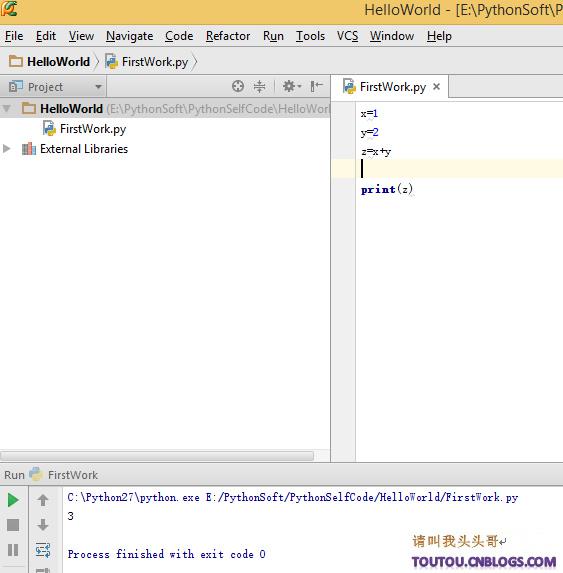 HelloWorld - [E:\PythonSoft\P
File Edit View Navigate Code Refactor Run Tools VCS Window Help
HelloWorld FirstWork.py
Project
FirstWork.py
HelloWorld (E:\PythonSoft\PythonSelfCode\HelloWorl
FirstWork.py
External Libraries
x=1
y=2
z=x+y
print(z)
Run FirstWork
C:\Python27\python.exe E:/PythonSoft/PythonSelfCode/HelloWorld/FirstWork.py
3
Process finished with exit code 0
请叫我头头哥
TOUTOU.CNBLOGS.COM